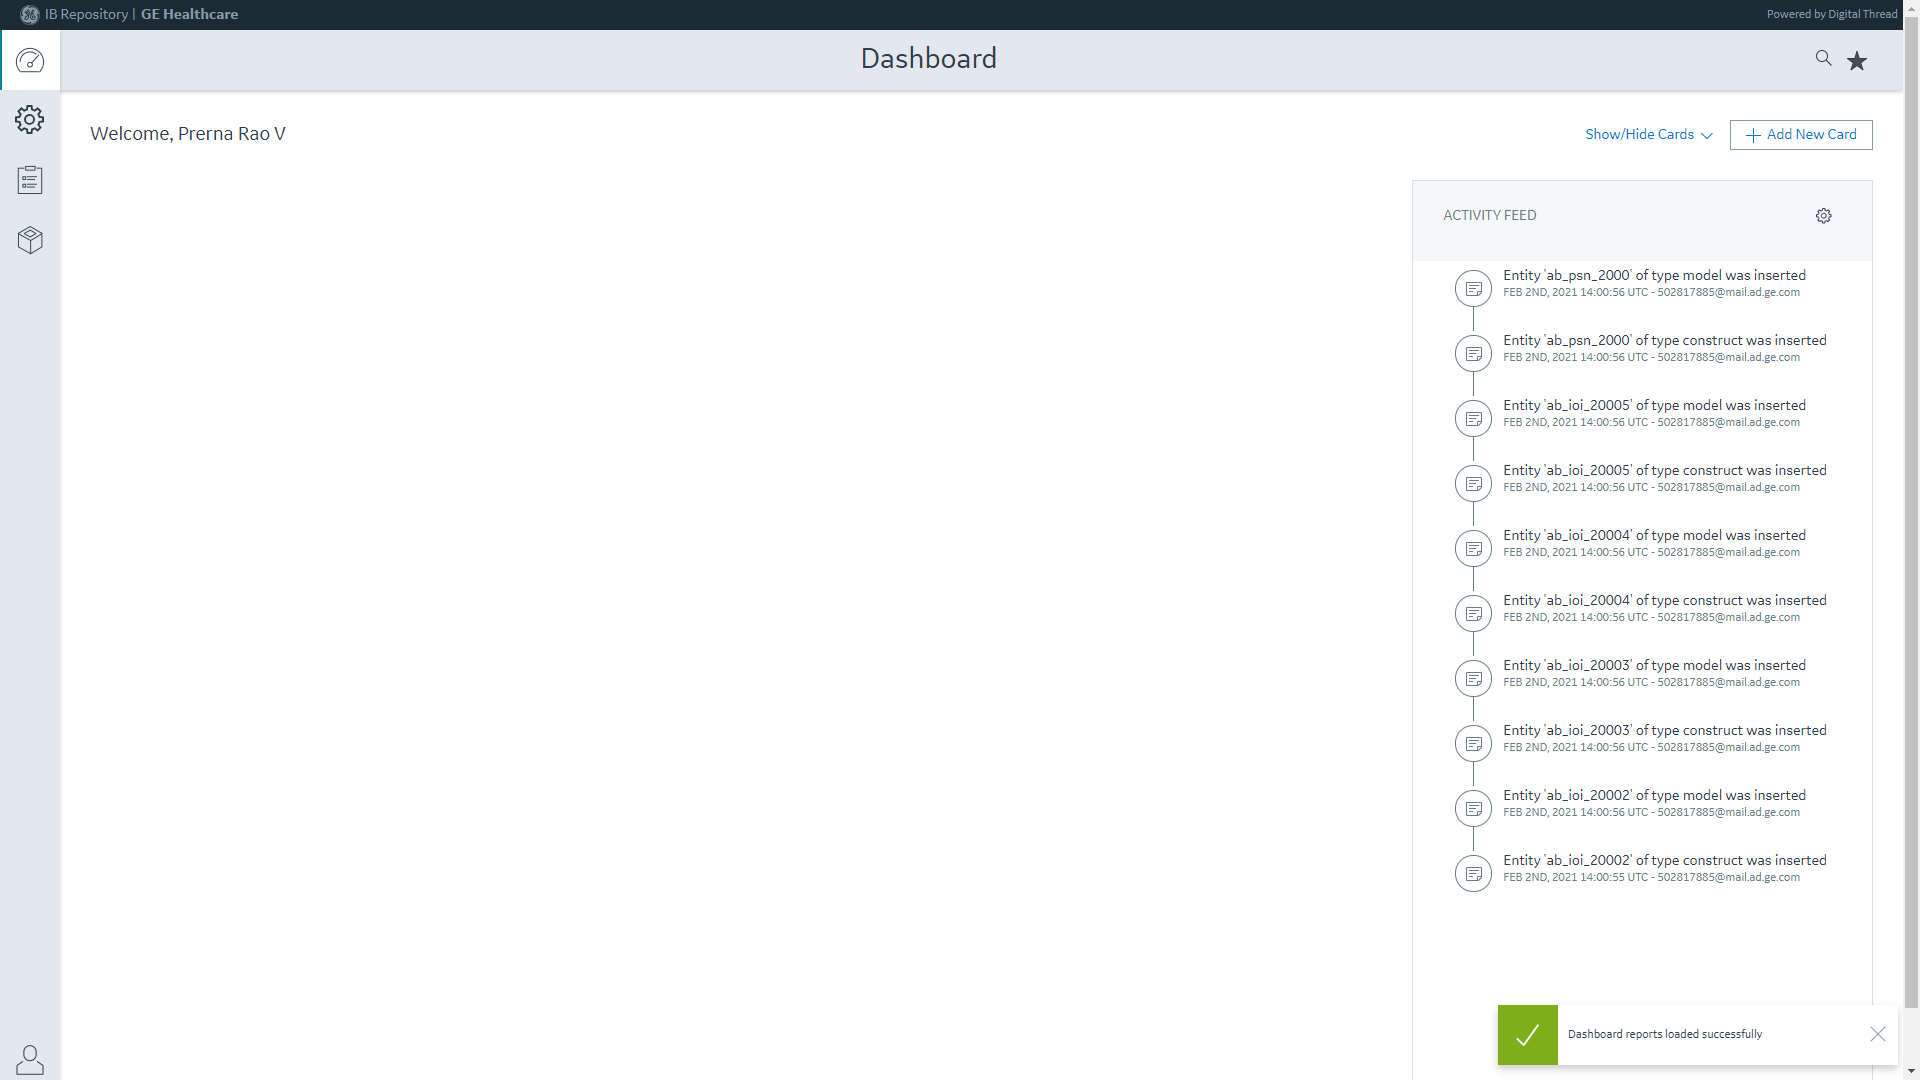 IB Repository | GE Healthcare
Powered by Digital Thread
Dashboard
Welcome, Prerna Rao V
Show/Hide Cards
Add New Card
ACTIVITY FEED
Entity 'ab_psn_2000' of type model was inserted
FEB 2ND, 2021 14:00:56 UTC - 502817885@mail.ad.ge.com
Entity 'ab_psn_2000' of type construct was inserted
FEB 2ND, 2021 14:00:56 UTC - 502817885@mail.ad.ge.com
Entity 'ab_ioi_20005' of type model was inserted
FEB 2ND, 2021 14:00:56 UTC - 502817885@mail.ad.ge.com
Entity 'ab_ioi_20005' of type construct was inserted
FEB 2ND, 2021 14:00:56 UTC - 502817885@mail.ad.ge.com
Entity 'ab_ioi_20004' of type model was inserted
FEB 2ND, 2021 14:00:56 UTC - 502817885@mail.ad.ge.com
Entity 'ab_ioi_20004' of type construct was inserted
FEB 2ND, 2021 14:00:56 UTC - 502817885@mail.ad.ge.com
Entity 'ab_ioi_20003' of type model was inserted
FEB 2ND, 2021 14:00:56 UTC - 502817885@mail.ad.ge.com
Entity 'ab_ioi_20003' of type construct was inserted
FEB 2ND, 2021 14:00:56 UTC - 502817885@mail.ad.ge.com
Entity 'ab_ioi_20002' of type model was inserted
FEB 2ND, 2021 14:00:56 UTC - 502817885@mail.ad.ge.com
Entity 'ab_ioi_20002' of type construct was inserted
FEB 2ND, 2021 14:00:55 UTC - 502817885@mail.ad.ge.com
Dashboard reports loaded successfully